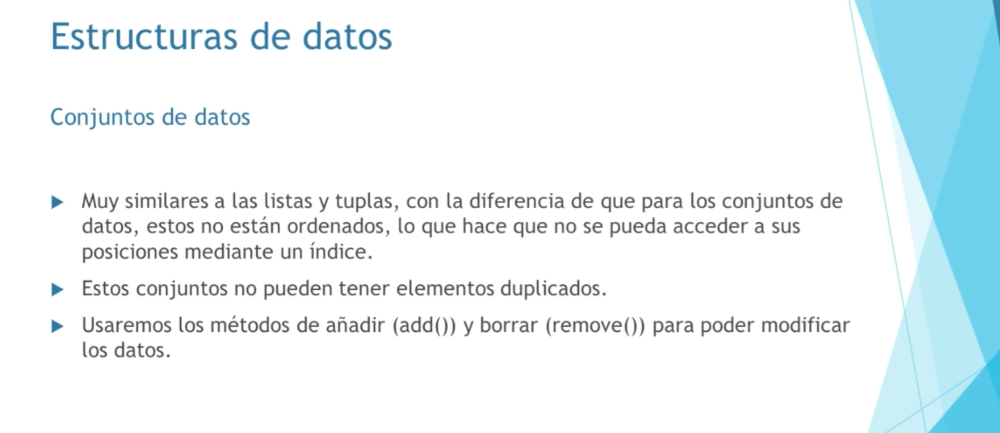 Estructuras de datos
Conjuntos de datos
Muy similares a las listas y tuplas, con la diferencia de que para los conjuntos de
datos, estos no están ordenados, lo que hace que no se pueda acceder a sus
posiciones mediante un índice.
Estos conjuntos no pueden tener elementos duplicados.
Usaremos los métodos de añadir (add()) y borrar (remove()) para poder modificar
los datos.